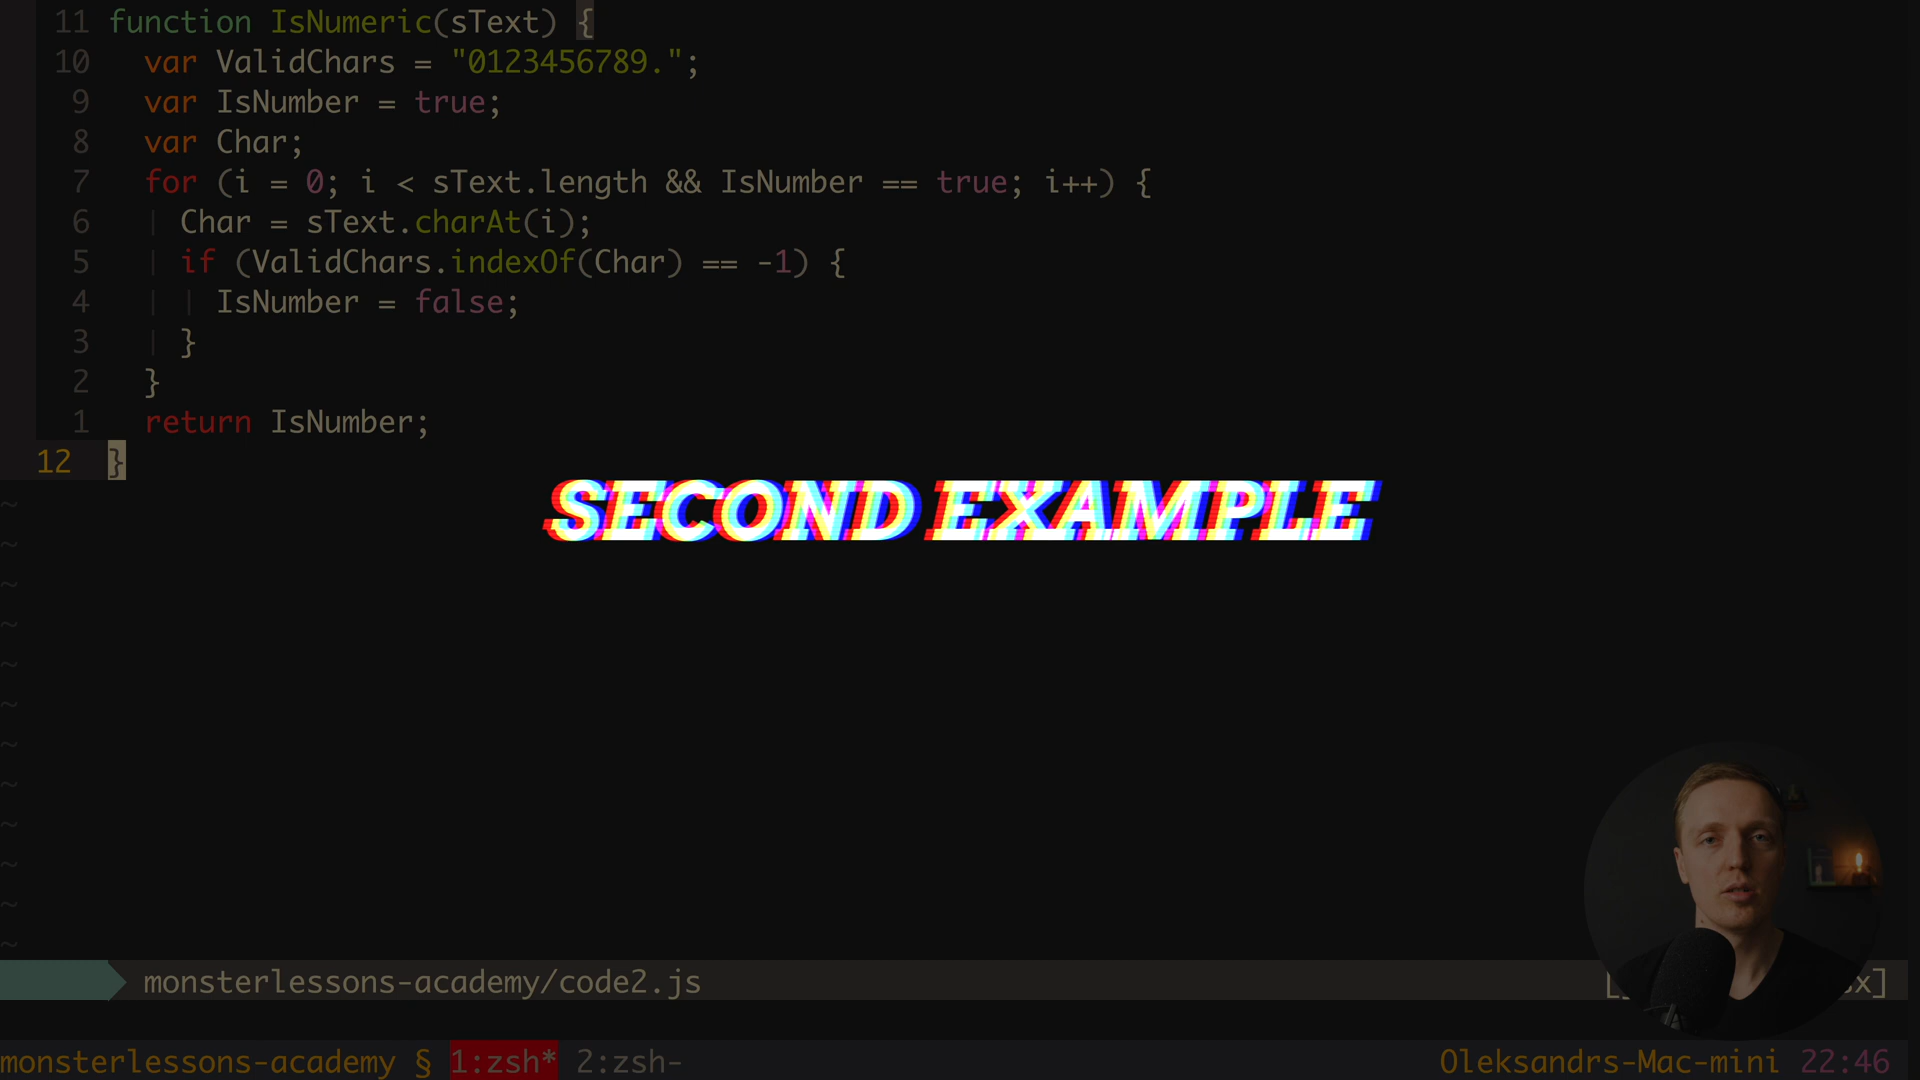 11 function IsNumeric(sText) {
10 var ValidChars = "0123456789.";
9 var IsNumber = true;
8 var Char;
7 for (i = 0; i < sText.length && IsNumber == true; i++) {
6 Char = sText.charAt(i);
5 if (ValidChars.indexOf(Char) == -1) {
4 IsNumber = false;
3 }
2 }
1 return IsNumber;
12 }
SECOND EXAMPLE
~
~
~
~
~
~
~
~
~
~
~
~
monsterlessons-academy/code2.js
monsterlessons-academy § 1:zsh* 2:zsh- Oleksandrs-Mac-mini 22:46